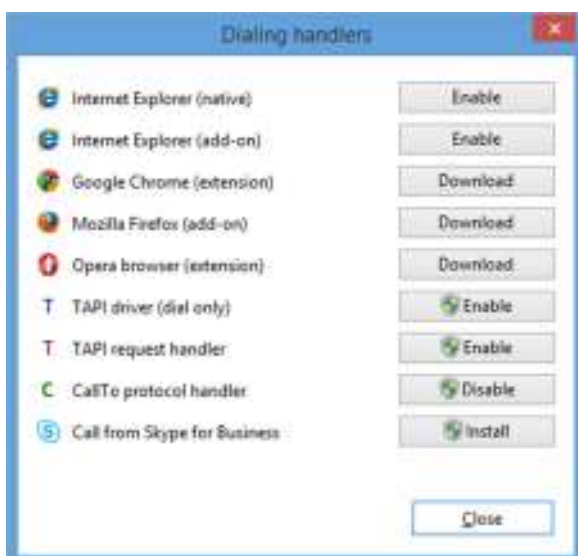 Dialing handlers
Internet Explorer (native) Enable
Internet Explorer (add-on) Enable
Google Chrome (extension) Download
Mozilla Firefox (add-on) Download
Opera browser (extension) Download
T TAPI driver (dial only) Enable
T TAPI request handler Enable
C CallTo protocol handler Disable
S Call from Skype for Business Install
Close